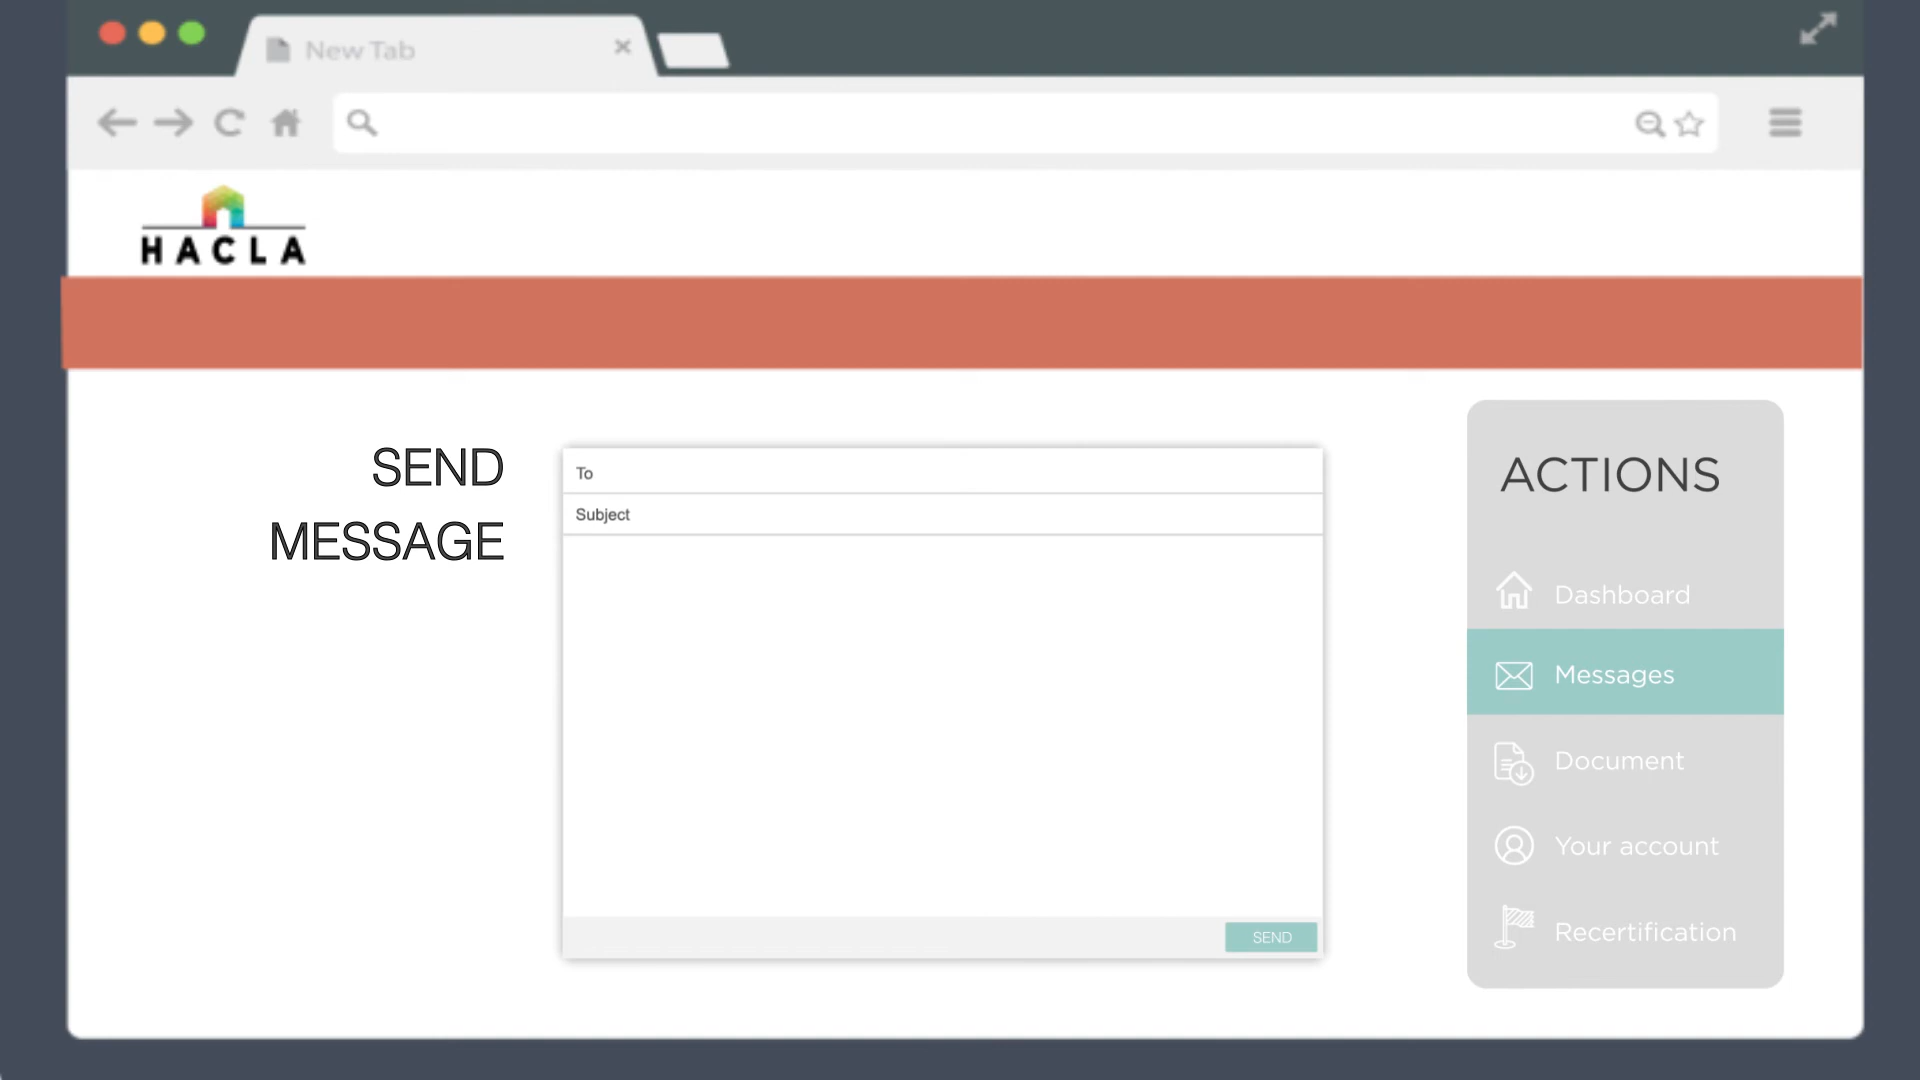 New Tab
HACLA
SEND
MESSAGE
To
Subject
SEND
ACTIONS
Dashboard
Messages
Document
Your account
Recertification